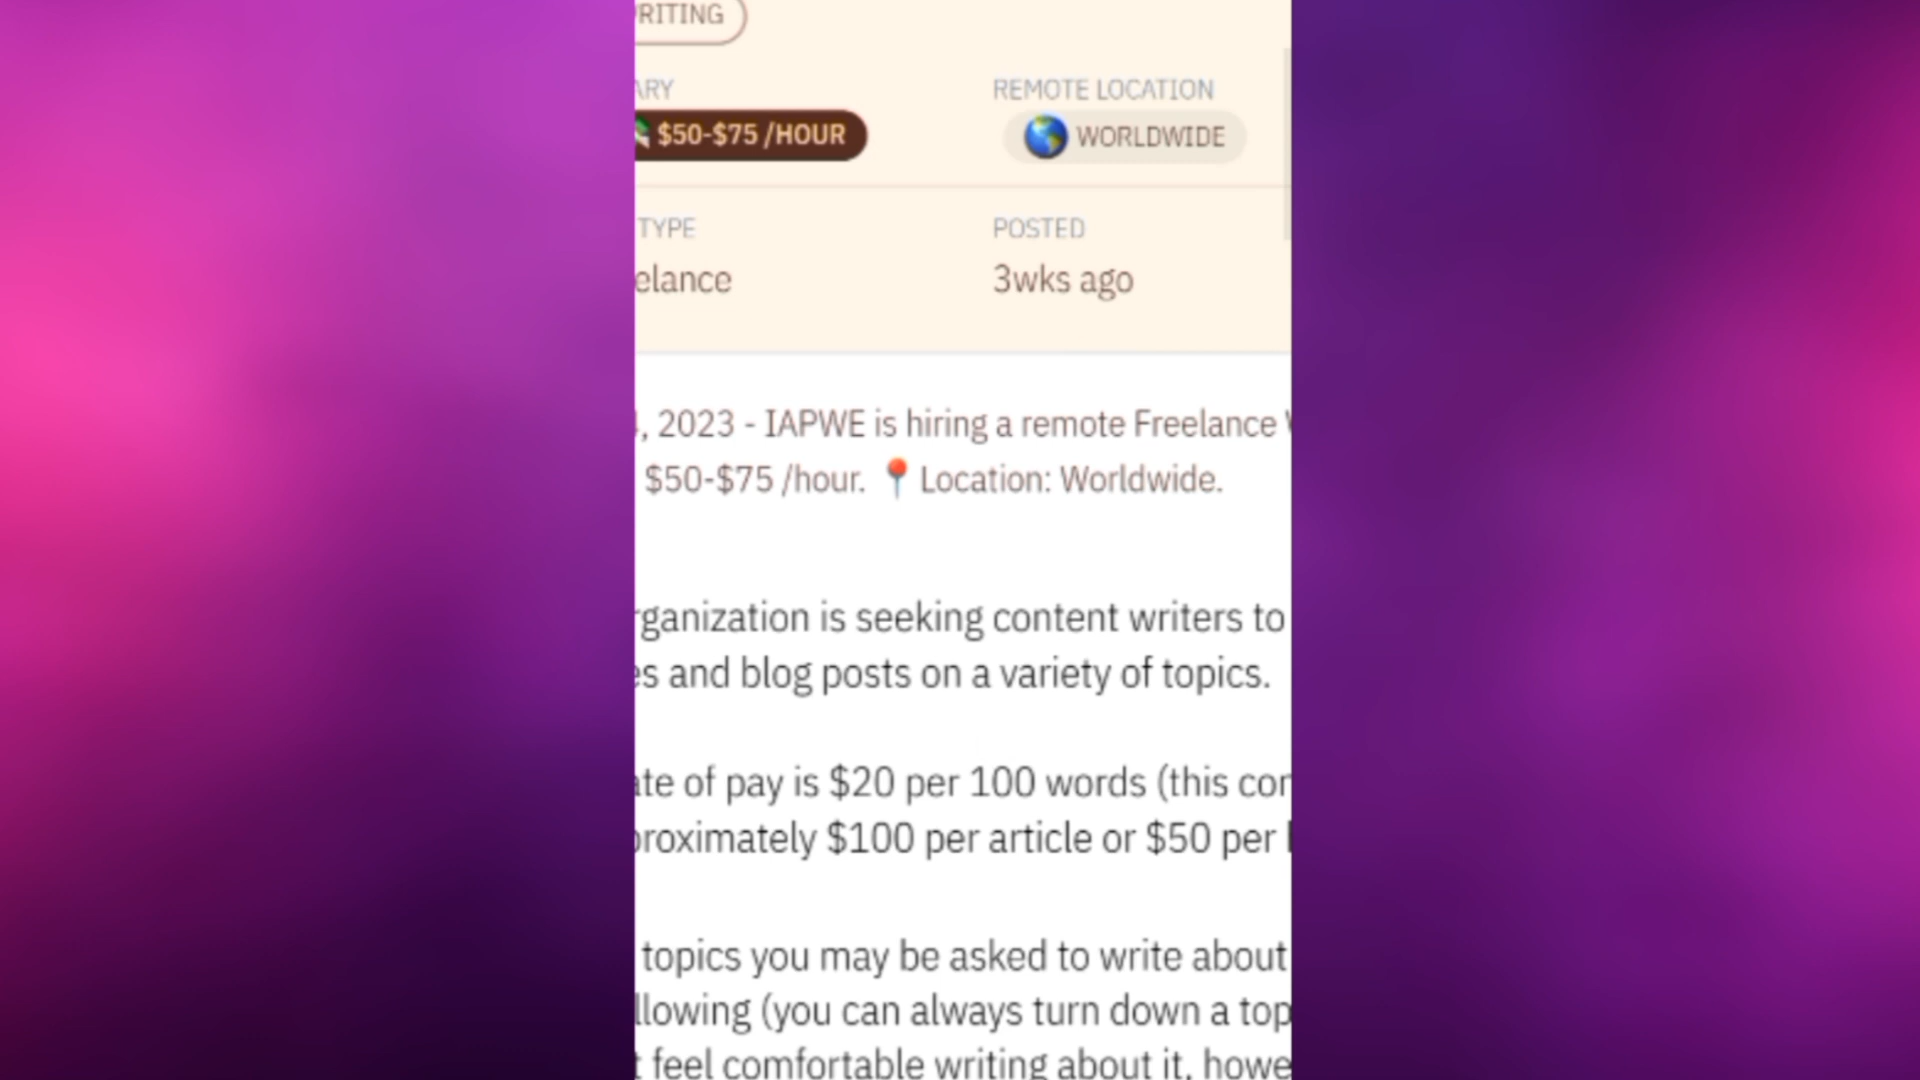 RITING
ARY
REMOTE LOCATION
$50-$75 /HOUR
WORLDWIDE
TYPE
POSTED
elance
3wks ago
, 2023 - IAPWE is hiring a remote Freelance
$50-$75 /hour. 📍 Location: Worldwide.
rganization is seeking content writers to
es and blog posts on a variety of topics.
ate of pay is $20 per 100 words (this cor
proximately $100 per article or $50 per
topics you may be asked to write about
llowing (you can always turn down a top
t feel comfortable writing about it, howe